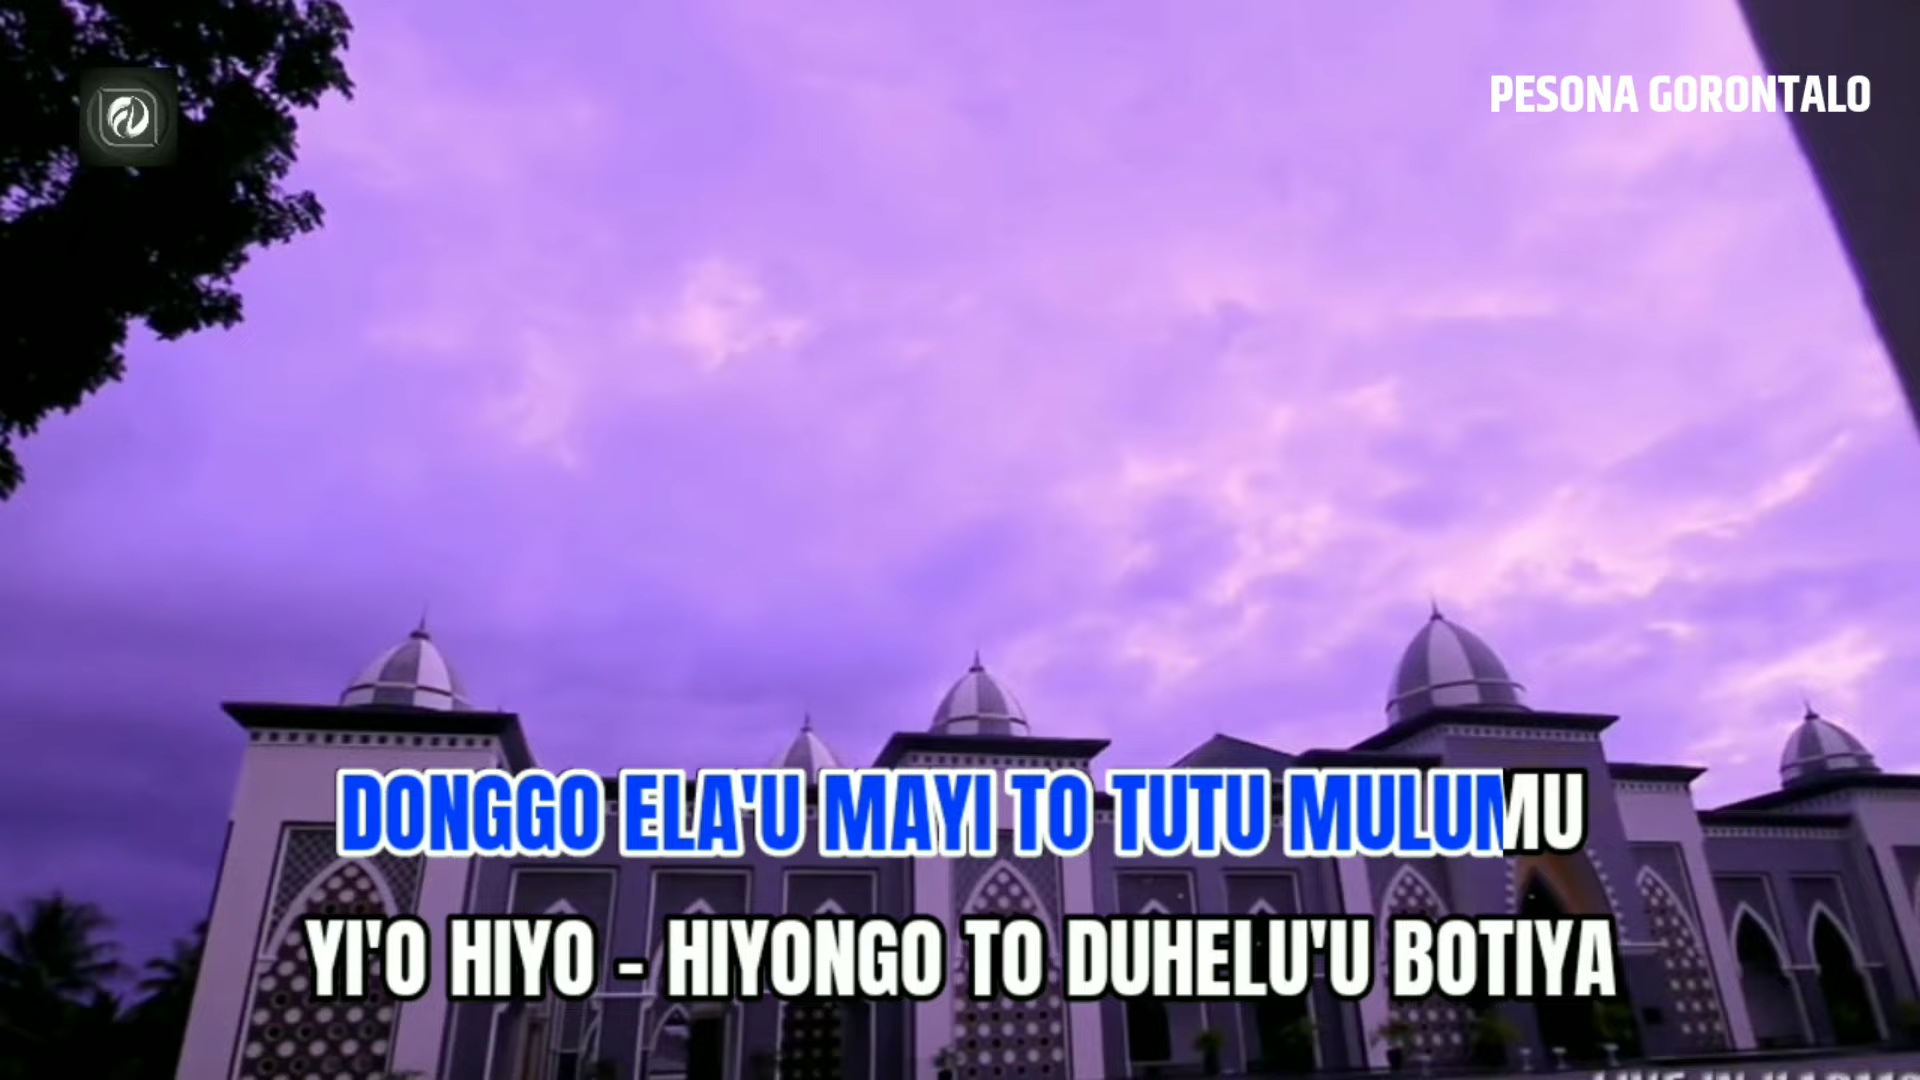 PESONA GORONTALO
DONGGO ELA'U MAYI TO TUTU MULUMU
YI'O HIYO - HIYONGO TO DUHELU'U BOTIYA